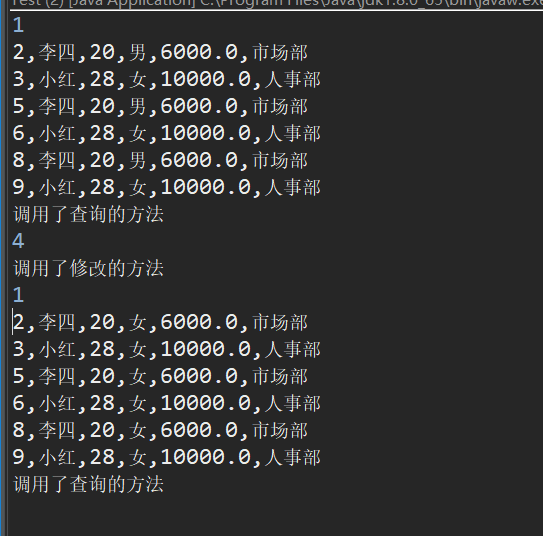 Test (2) [Java Application] C:\Program Files\Java\jdk1.8.0_65\bin\javaw.exe
1
2,李四,20,男,6000.0,市场部
3,小红,28,女,10000.0,人事部
5,李四,20,男,6000.0,市场部
6,小红,28,女,10000.0,人事部
8,李四,20,男,6000.0,市场部
9,小红,28,女,10000.0,人事部
调用了查询的方法
4
调用了修改的方法
1
2,李四,20,女,6000.0,市场部
3,小红,28,女,10000.0,人事部
5,李四,20,女,6000.0,市场部
6,小红,28,女,10000.0,人事部
8,李四,20,女,6000.0,市场部
9,小红,28,女,10000.0,人事部
调用了查询的方法